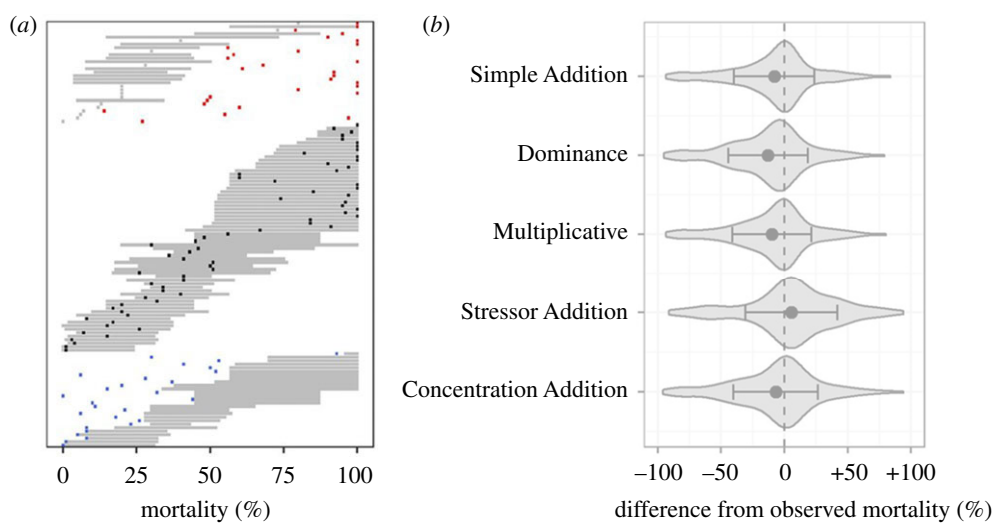 (a)
0 25 50 75 100
mortality (%)
(b)
Simple Addition
Dominance
Multiplicative
Stressor Addition
Concentration Addition
−100 −50 0 +50 +100
difference from observed mortality (%)